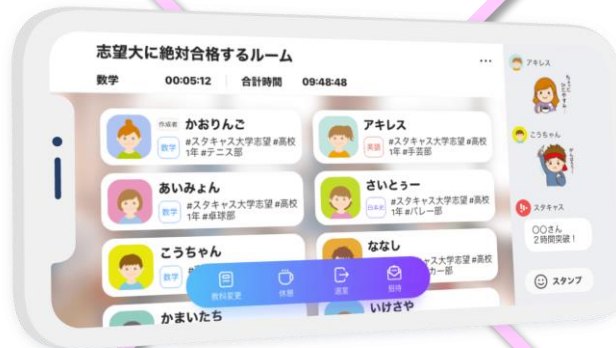 志望大に絶対合格するルーム
数学 00:05:12 合計時間 09:48:48
作成者 かおりんご
数学 #スタキャス大学志望 #高校
1年 #テニス部
アキレス
英語 #スタキャス大学志望 #高校
1年 #手芸部
あいみょん
数学 #スタキャス大学志望 #高校
1年 #卓球部
さいとぅー
日本史 #スタキャス大学志望 #高校
1年 #バレー部
こうちゃん
数学
ななし
キャス大学志望 #高校
カー部
教科変更 休憩 退室 招待
かまいたち
いけさや
アキレス
こうちゃん
スタキャス
〇〇さん
2時間突破!
スタンプ